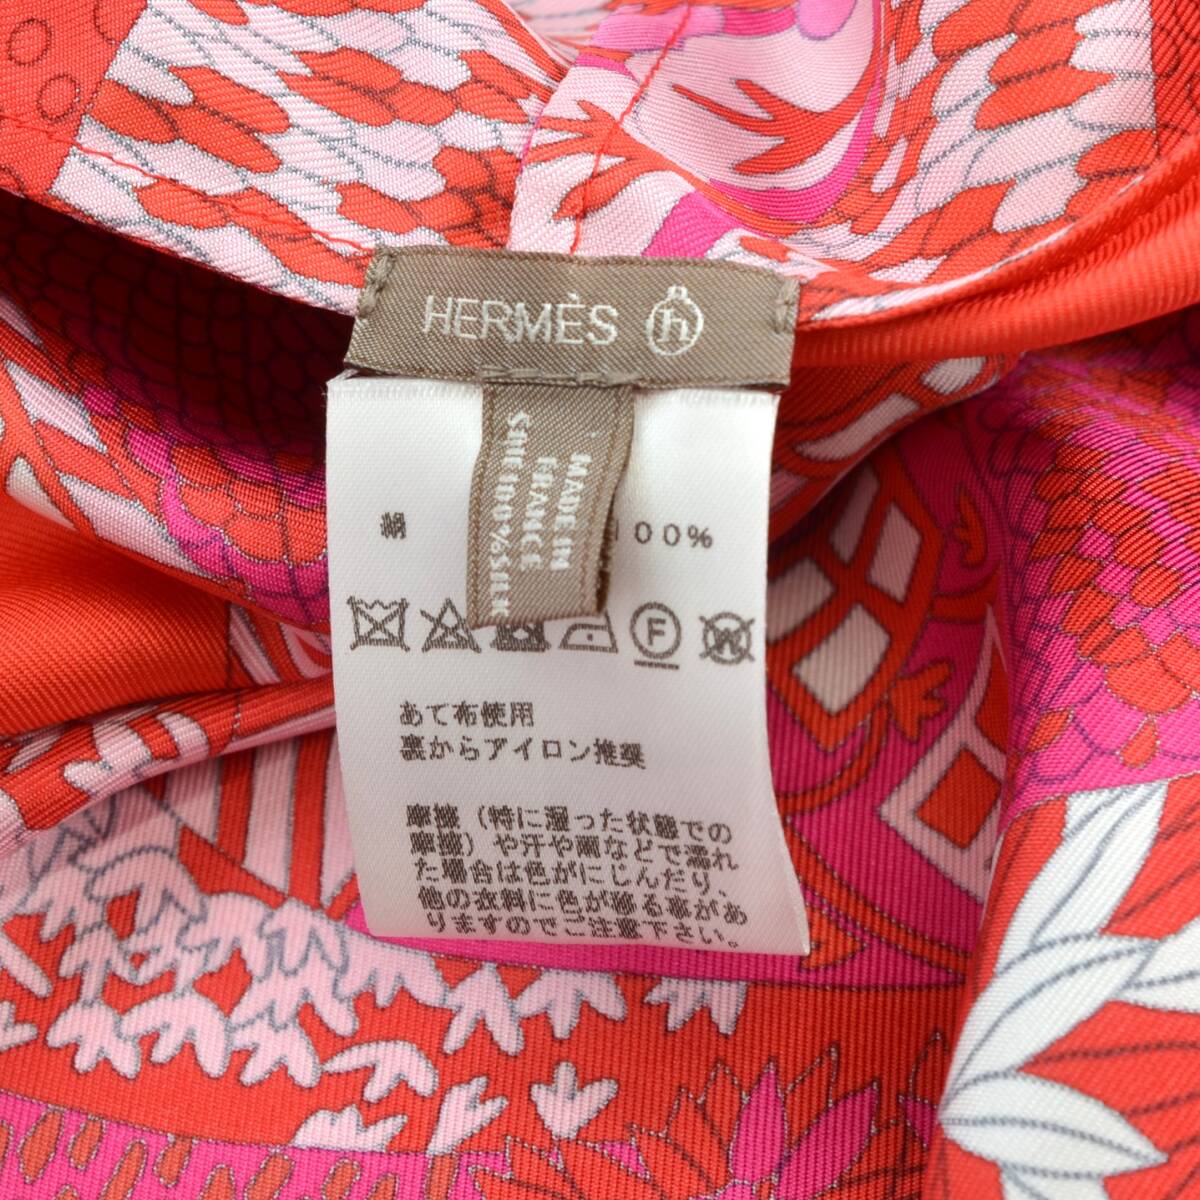 HERMÈS
MADE IN
FRANCE
SOIE 100% SILK
絹 100%
F
W
あて布使用
裏からアイロン推奨
摩擦（特に湿った状態での
摩擦）や汗や雨などで濡れ
た場合は色がにじんだり、
他の衣料に色が移る事があ
りますのでご注意下さい。